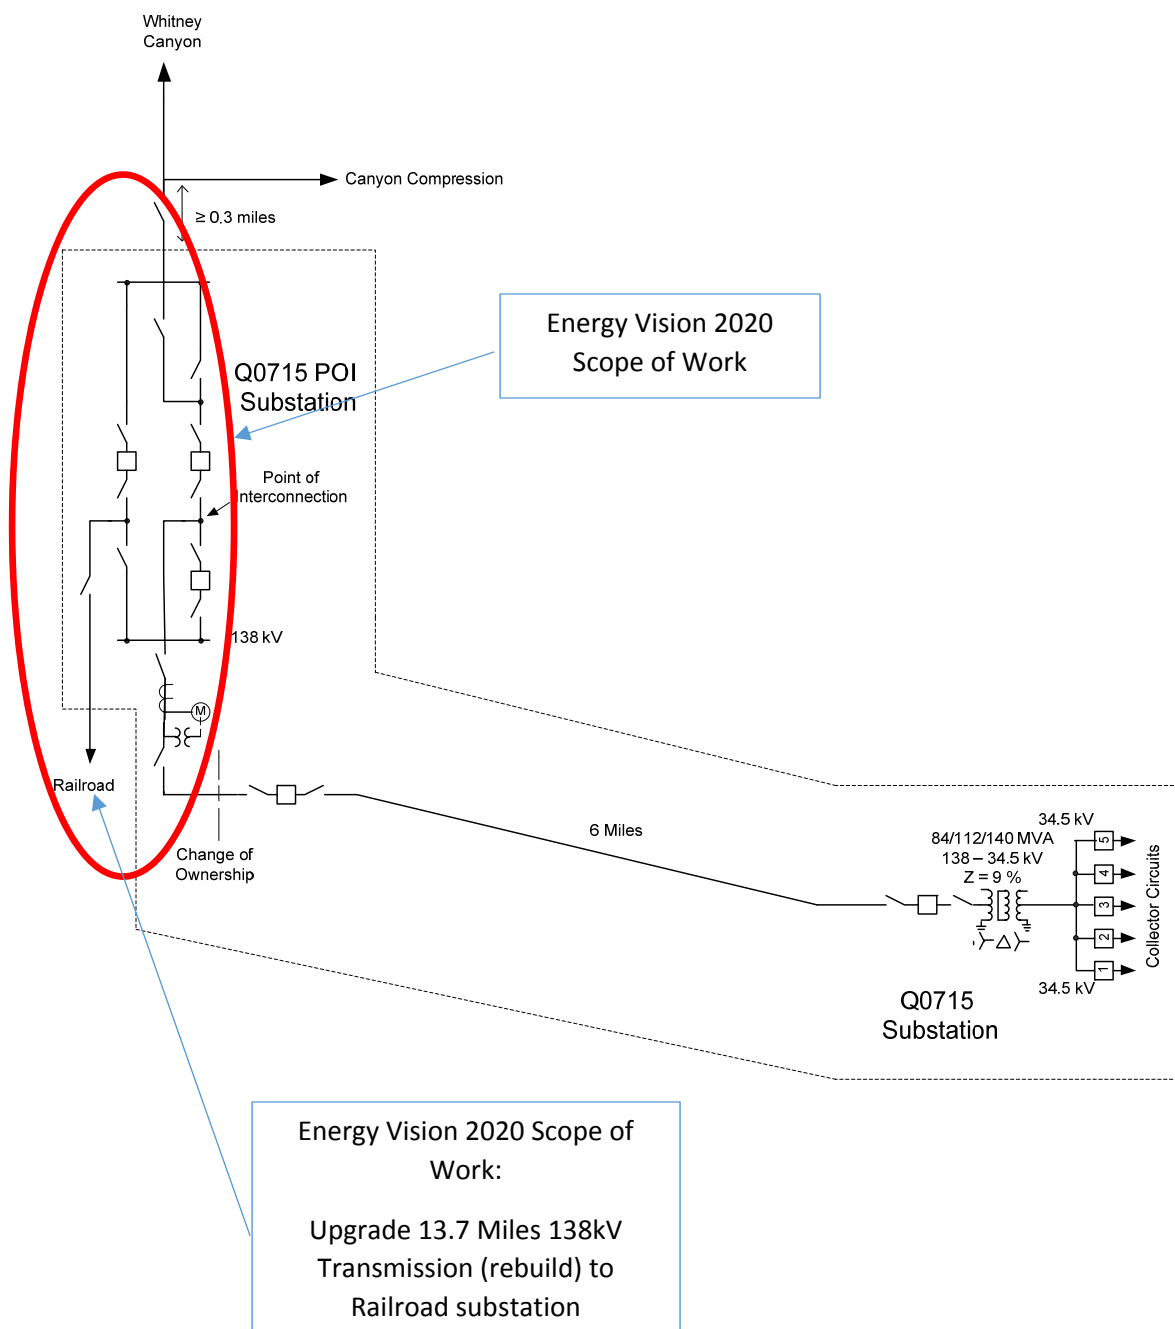 Whitney
Canyon
Canyon Compression
≥ 0.3 miles
Energy Vision 2020
Scope of Work
Q0715 POI
Substation
Point of
Interconnection
138 kV
M
Railroad
Change of
Ownership
6 Miles
34.5 kV
84/112/140 MVA
138 – 34.5 kV
Z = 9 %
5
4
3
2
1
Collector Circuits
34.5 kV
Q0715
Substation
Energy Vision 2020 Scope of
Work:
Upgrade 13.7 Miles 138kV
Transmission (rebuild) to
Railroad substation